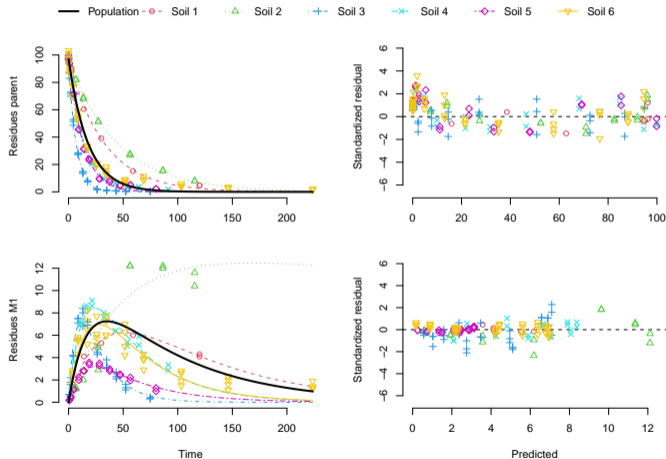 Population Soil 1 Soil 2 Soil 3 Soil 4 Soil 5 Soil 6
Residues parent
100
80
60
40
20
0
0 50 100 150 200
Standardized residual
6
4
2
0
−2
−4
−6
0 20 40 60 80 100
Residues M1
12
10
8
6
4
2
0
0 50 100 150 200
Time
Standardized residual
6
4
2
0
−2
−4
−6
0 2 4 6 8 10 12
Predicted